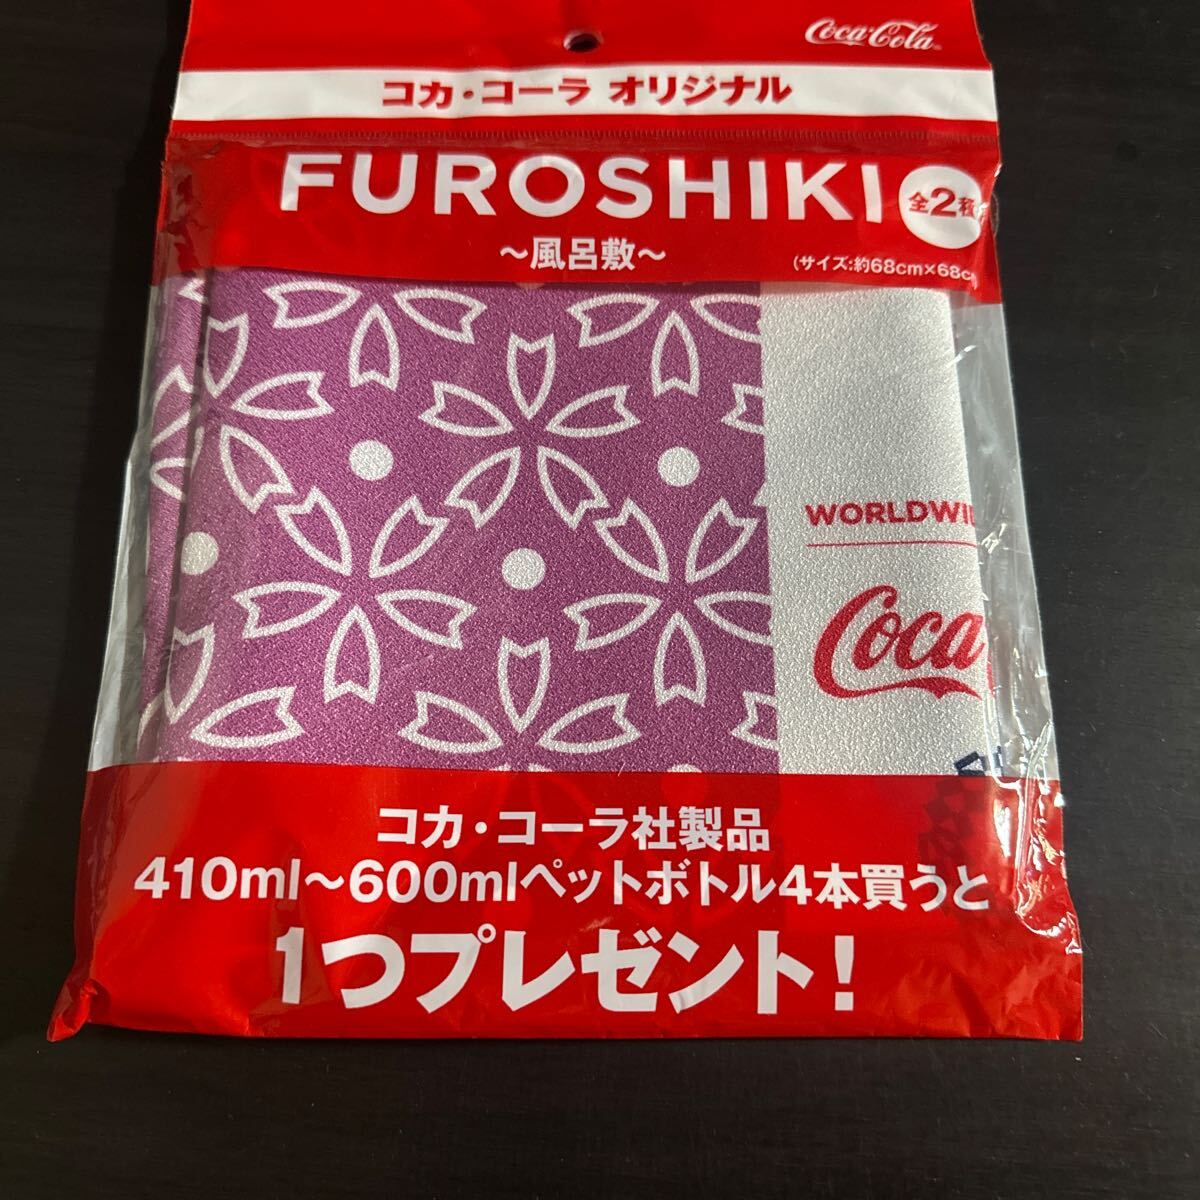 Coca-Cola
コカ・コーラ オリジナル
FUROSHIKI
全2枚
〜風呂敷〜
(サイズ:約68cm×68c
WORLDWI
Coca
コカ・コーラ社製品
410ml〜600mlペットボトル4本買うと
1つプレゼント!